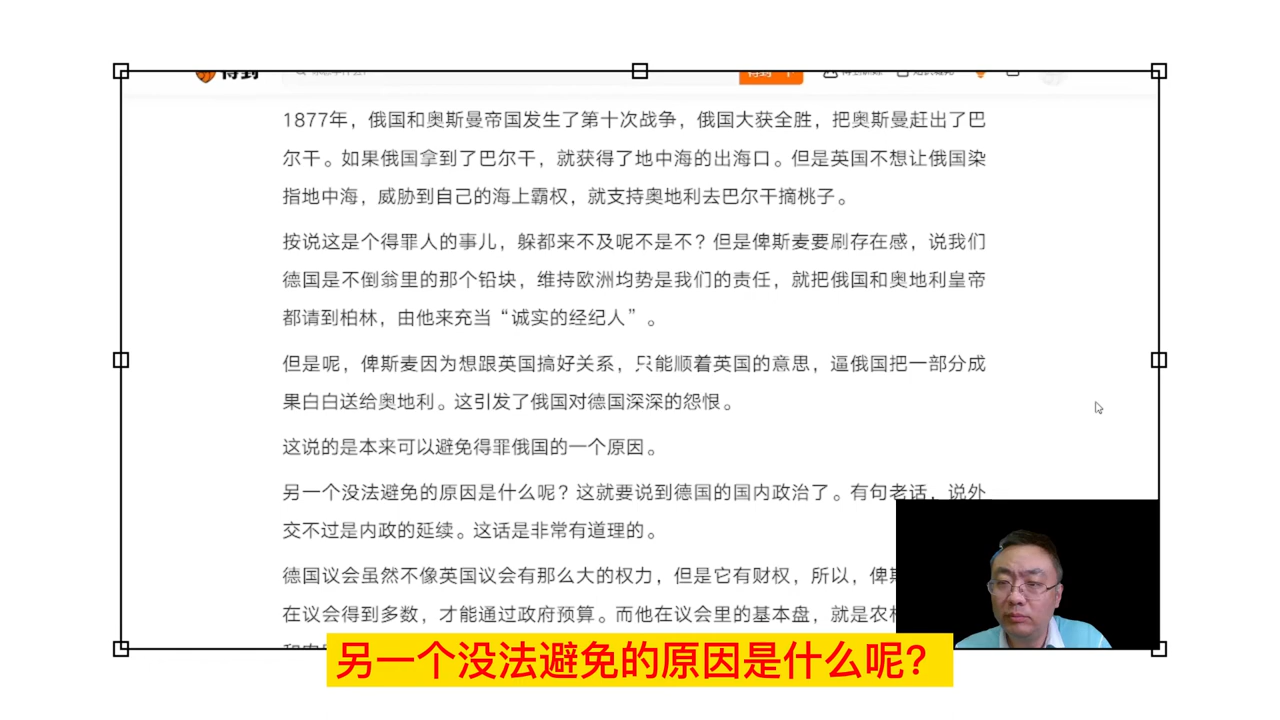 得到
1877年，俄国和奥斯曼帝国发生了第十次战争，俄国大获全胜，把奥斯曼赶出了巴
尔干。如果俄国拿到了巴尔干，就获得了地中海的出海口。但是英国不想让俄国染
指地中海，威胁到自己的海上霸权，就支持奥地利去巴尔干摘桃子。
按说这是个得罪人的事儿，躲都来不及呢不是不？但是俾斯麦要刷存在感，说我们
德国是不倒翁里的那个铅块，维持欧洲均势是我们的责任，就把俄国和奥地利皇帝
都请到柏林，由他来充当“诚实的经纪人”。
但是呢，俾斯麦因为想跟英国搞好关系，只能顺着英国的意思，逼俄国把一部分成
果白白送给奥地利。这引发了俄国对德国深深的怨恨。
这说的是本来可以避免得罪俄国的一个原因。
另一个没法避免的原因是什么呢？这就要说到德国的国内政治了。有句老话，说外
交不过是内政的延续。这话是非常有道理的。
德国议会虽然不像英国议会有那么大的权力，但是它有财权，所以，俾
在议会得到多数，才能通过政府预算。而他在议会里的基本盘，就是农
另一个没法避免的原因是什么呢？